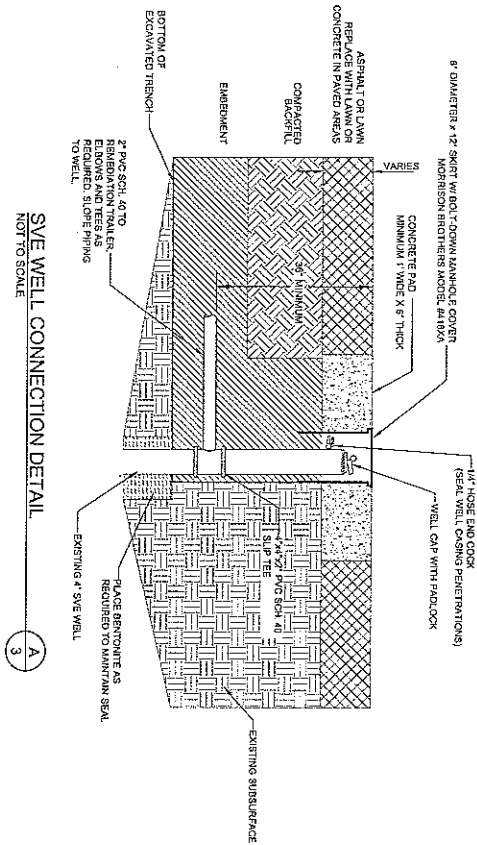 8" DIAMETER x 12" SKIRT W/ BOLT-DOWN MANHOLE COVER
MORRISON BROTHERS MODEL #418XA
ASPHALT OR LAWN
REPLACE WITH LAWN OR
CONCRETE IN PAVED AREAS
VARIES
CONCRETE PAD
MINIMUM 1' WIDE X 6" THICK
1/4" HOSE END COCK
(SEAL WELL CASING PENETRATIONS)
WELL CAP WITH PADLOCK
COMPACTED
BACKFILL
36" MINIMUM
EMBEDMENT
4"x4"x2" PVC SCH. 40
SLIP TEE
EXISTING SUBSURFACE
BOTTOM OF
EXCAVATED TRENCH
2" PVC SCH. 40 TO
REMEDIATION TRAILER,
ELBOWS AND TEES AS
REQUIRED. SLOPE PIPING
TO WELL.
PLACE BENTONITE AS
REQUIRED TO MAINTAIN SEAL
EXISTING 4" SVE WELL
SVE WELL CONNECTION DETAIL
NOT TO SCALE
A
3